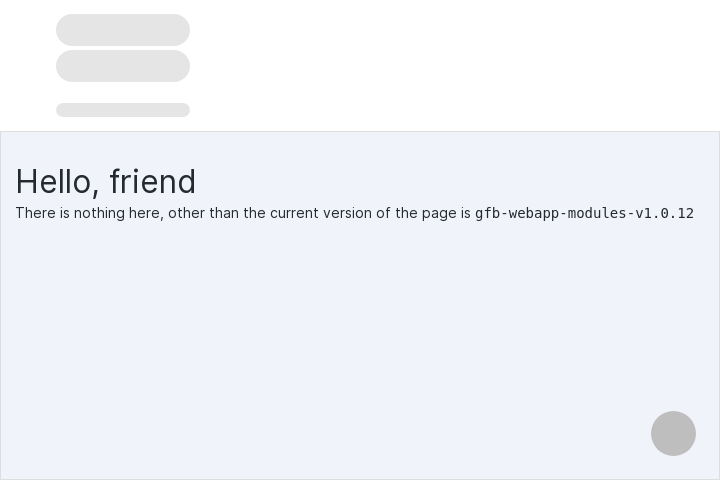 Hello, friend
There is nothing here, other than the current version of the page is gfb-webapp-modules-v1.0.12